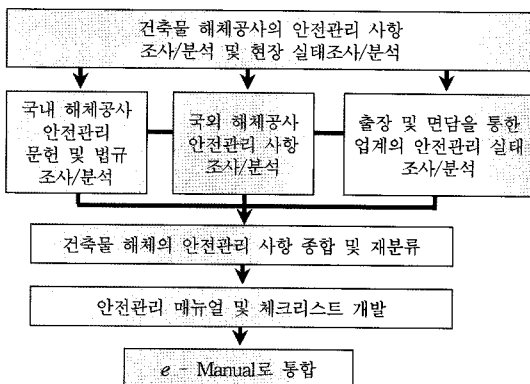 건축물 해체공사의 안전관리 사항
조사/분석 및 현장 실태조사/분석
국내 해체공사
안전관리
문헌 및 법규
조사/분석
국외 해체공사
안전관리 사항
조사/분석
출장 및 면담을 통한
업계의 안전관리 실태
조사/분석
건축물 해체의 안전관리 사항 종합 및 재분류
안전관리 매뉴얼 및 체크리스트 개발
e - Manual로 통합